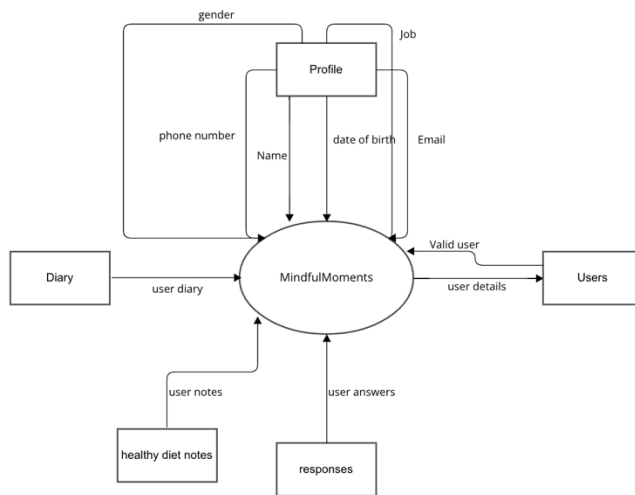 gender
Job
Profile
phone number
Name
date of birth
Email
Valid user
Diary
user diary
MindfulMoments
user details
Users
user notes
user answers
healthy diet notes
responses